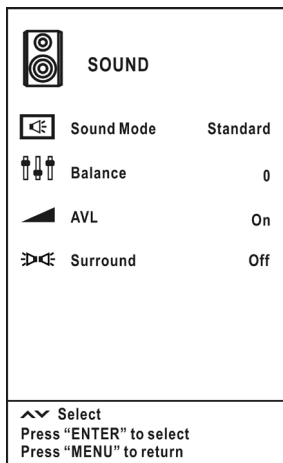 SOUND
Sound Mode Standard
Balance 0
AVL On
Surround Off
Select
Press “ENTER” to select
Press “MENU” to return